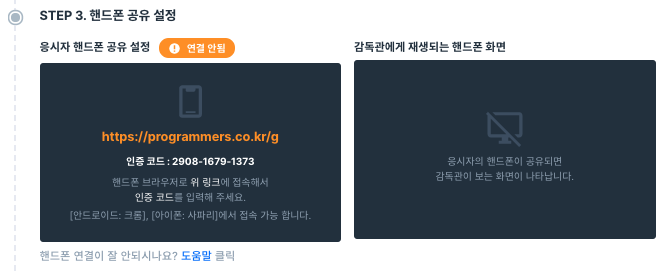 STEP 3. 핸드폰 공유 설정
응시자 핸드폰 공유 설정 연결 안됨
https://programmers.co.kr/g
인증 코드 : 2908-1679-1373
핸드폰 브라우저로 위 링크에 접속해서
인증 코드를 입력해 주세요.
[안드로이드: 크롬], [아이폰: 사파리]에서 접속 가능 합니다.
핸드폰 연결이 잘 안되시나요? 도움말 클릭
감독관에게 재생되는 핸드폰 화면
응시자의 핸드폰이 공유되면
감독관이 보는 화면이 나타납니다.